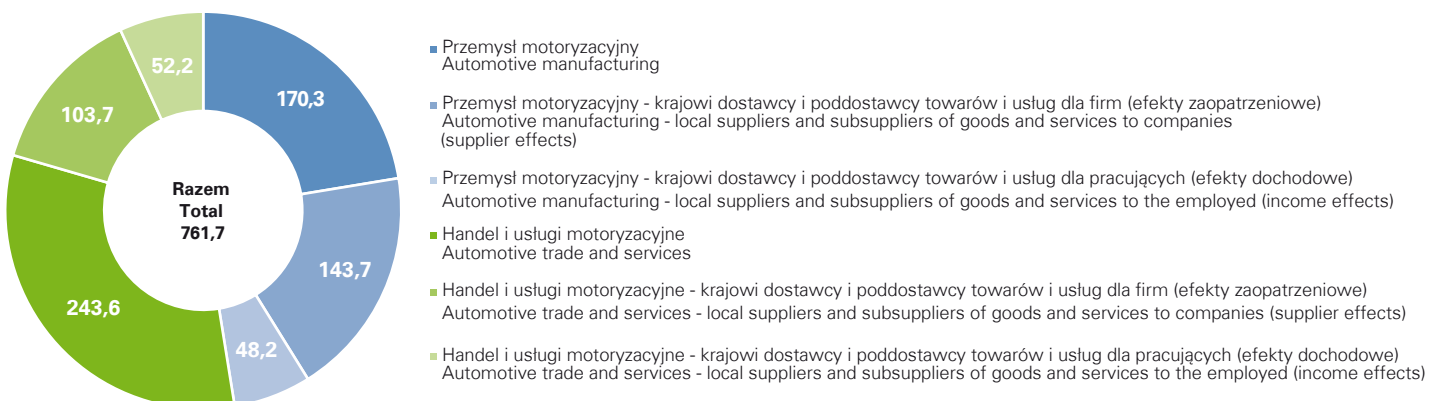 52,2
170,3
103,7
Razem
Total
761,7
143,7
243,6
48,2
Przemysł motoryzacyjny
Automotive manufacturing
Przemysł motoryzacyjny - krajowi dostawcy i poddostawcy towarów i usług dla firm (efekty zaopatrzeniowe)
Automotive manufacturing - local suppliers and subsuppliers of goods and services to companies
(supplier effects)
Przemysł motoryzacyjny - krajowi dostawcy i poddostawcy towarów i usług dla pracujących (efekty dochodowe)
Automotive manufacturing - local suppliers and subsuppliers of goods and services to the employed (income effects)
Handel i usługi motoryzacyjne
Automotive trade and services
Handel i usługi motoryzacyjne - krajowi dostawcy i poddostawcy towarów i usług dla firm (efekty zaopatrzeniowe)
Automotive trade and services - local suppliers and subsuppliers of goods and services to companies (supplier effects)
Handel i usługi motoryzacyjne - krajowi dostawcy i poddostawcy towarów i usług dla pracujących (efekty dochodowe)
Automotive trade and services - local suppliers and subsuppliers of goods and services to the employed (income effects)